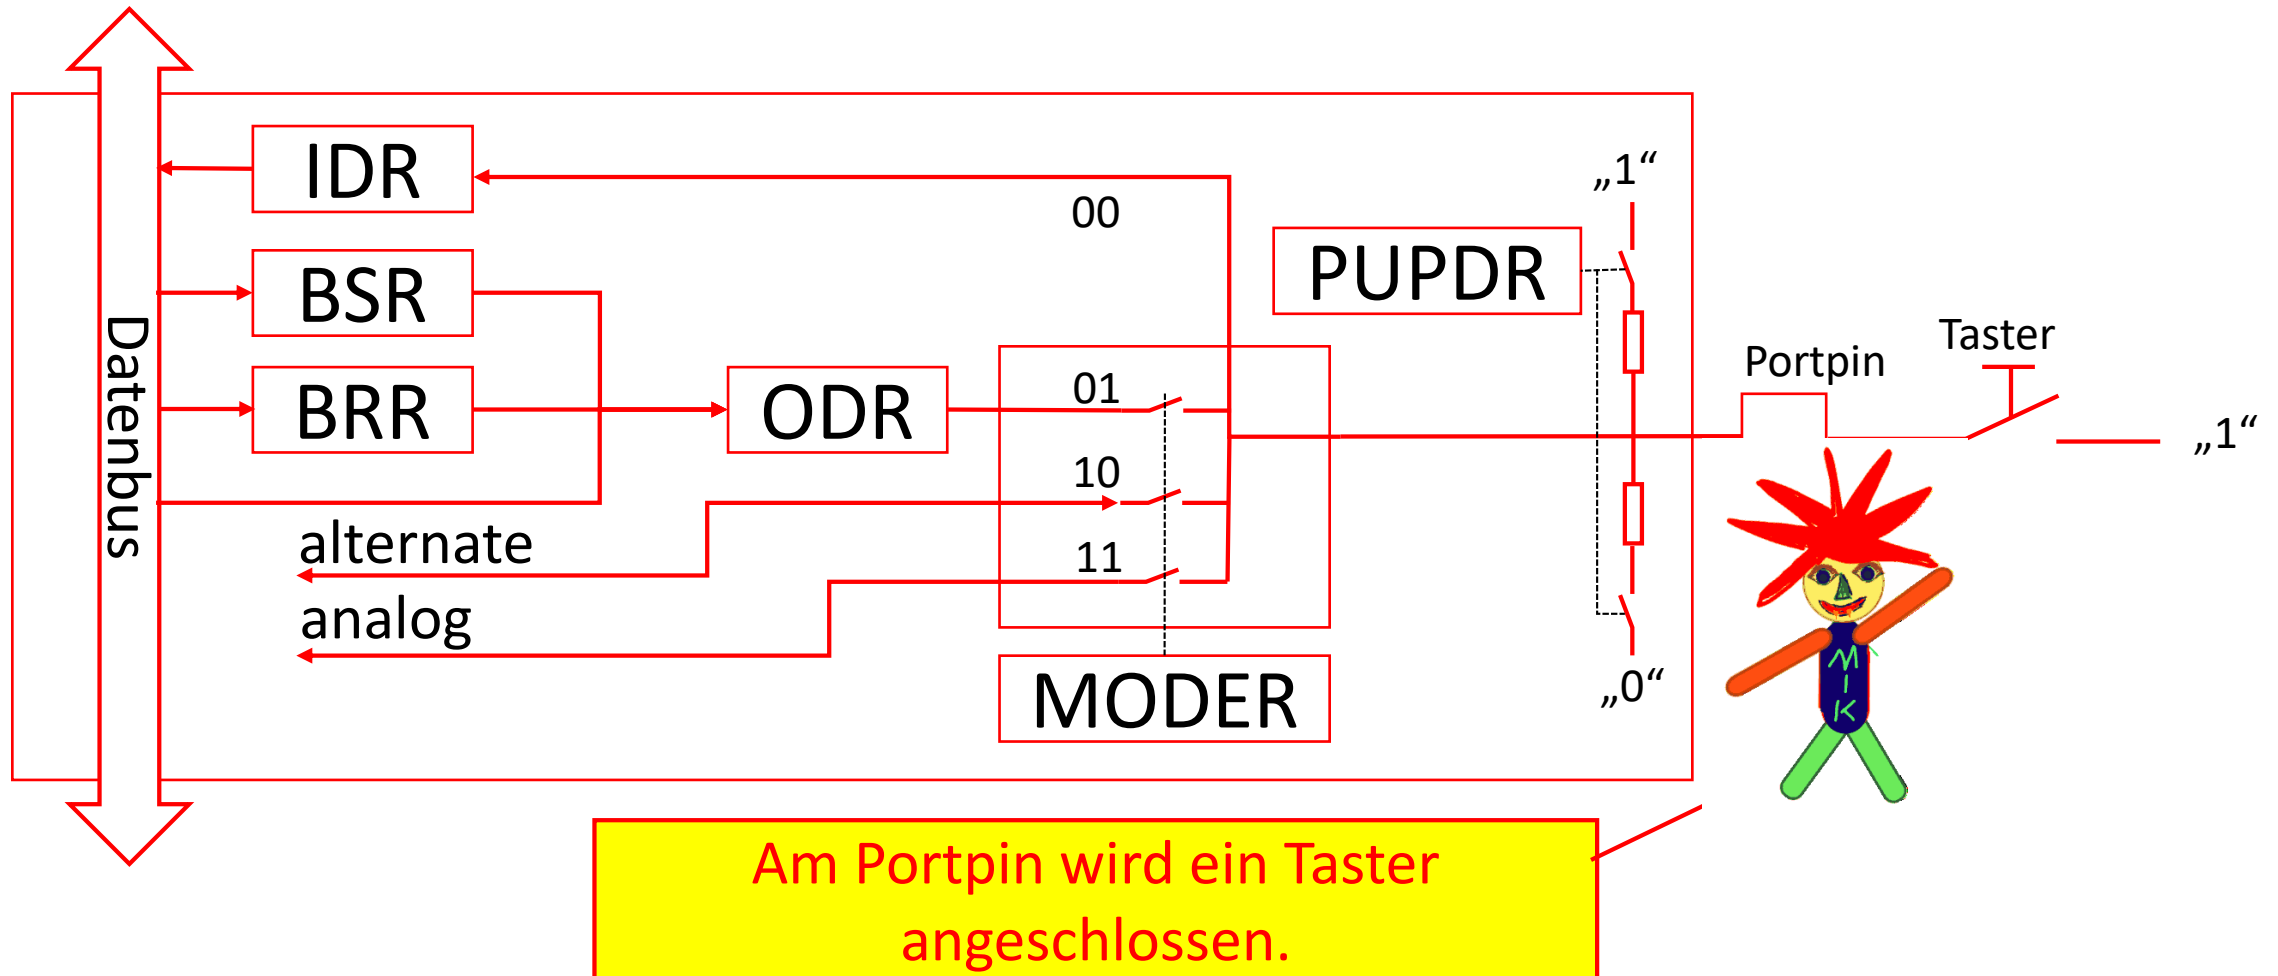 IDR
„1“
00
PUPDR
BSR
Datenbus
Taster
Portpin
01
BRR
ODR
„1“
10
alternate
11
analog
MIK
MODER
„0“
Am Portpin wird ein Taster
angeschlossen.